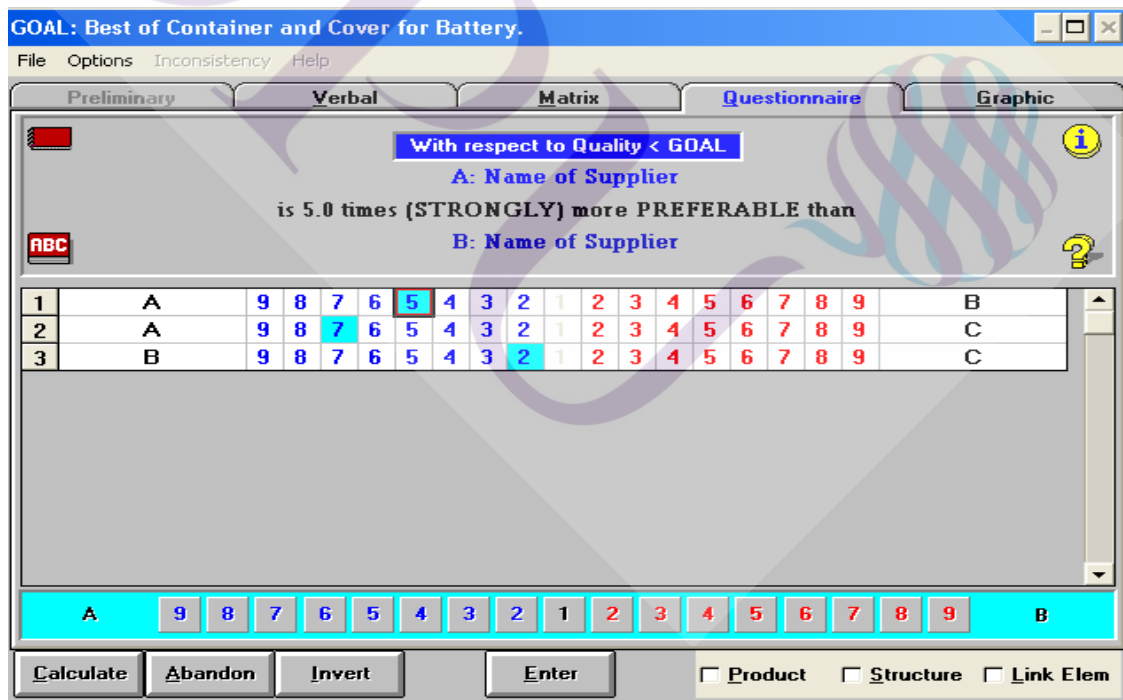 GOAL: Best of Container and Cover for Battery.
File Options Inconsistency Help
Preliminary Verbal Matrix Questionnaire Graphic
With respect to Quality < GOAL
A: Name of Supplier
is 5.0 times (STRONGLY) more PREFERABLE than
ABC
B: Name of Supplier
1 A 9 8 7 6 5 4 3 2 1 2 3 4 5 6 7 8 9 B
2 A 9 8 7 6 5 4 3 2 1 2 3 4 5 6 7 8 9 C
3 B 9 8 7 6 5 4 3 2 1 2 3 4 5 6 7 8 9 C
A 9 8 7 6 5 4 3 2 1 2 3 4 5 6 7 8 9 B
Calculate Abandon Invert Enter Product Structure Link Elem